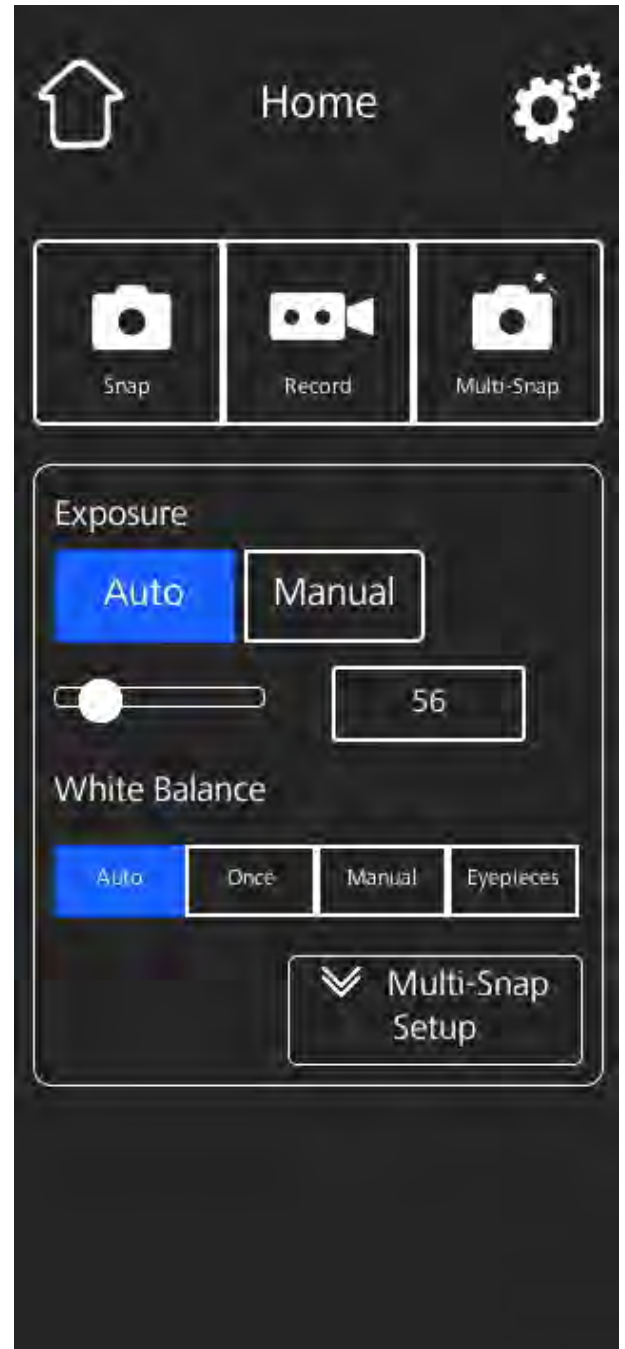 Home
Snap Record Multi-Snap
Exposure
Auto Manual
56
White Balance
Auto Once Manual Eyepieces
Multi-Snap
Setup